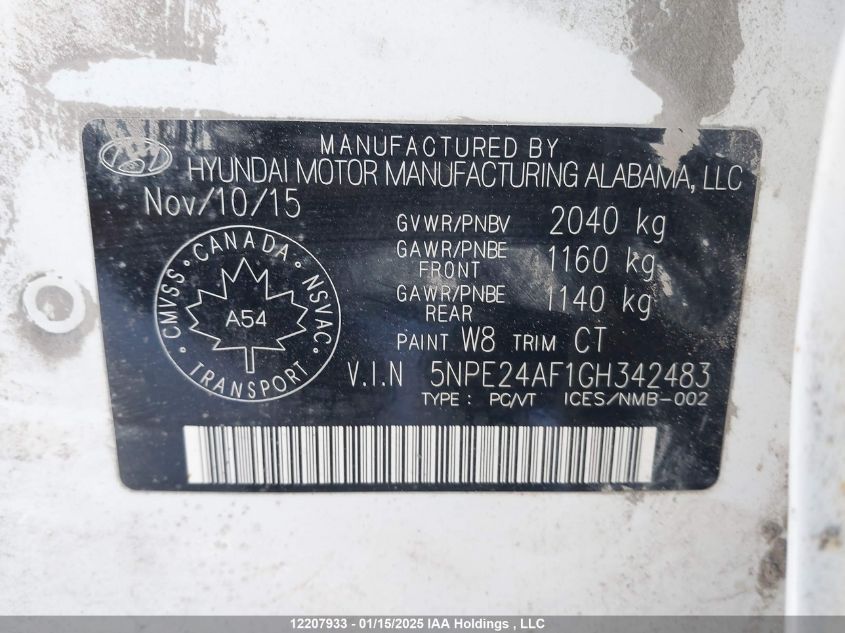 MANUFACTURED BY
HYUNDAI MOTOR MANUFACTURING ALABAMA, LLC
Nov/10/15
GVWR/PNBV 2040 kg
GAWR/PNBE FRONT 1160 kg
GAWR/PNBE REAR 1140 kg
PAINT W8 TRIM CT
CANADA • NSVAC • TRANSPORT • CMVSS •
A54
V.I.N 5NPE24AF1GH342483
TYPE : PC/VT ICES/NMB-002
12207933 - 01/15/2025 IAA Holdings , LLC